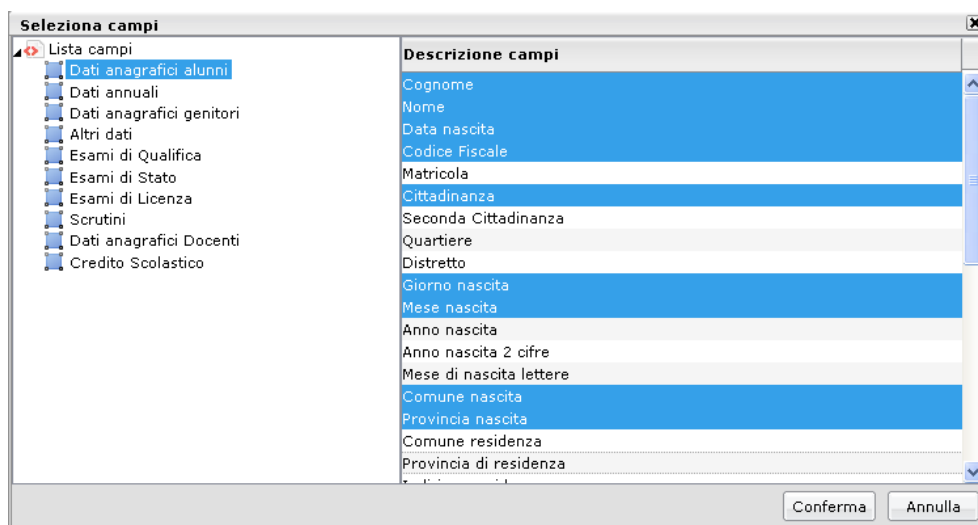 Seleziona campi
Lista campi
Dati anagrafici alunni
Dati annuali
Dati anagrafici genitori
Altri dati
Esami di Qualifica
Esami di Stato
Esami di Licenza
Scrutini
Dati anagrafici Docenti
Credito Scolastico
Descrizione campi
Cognome
Nome
Data nascita
Codice Fiscale
Matricola
Cittadinanza
Seconda Cittadinanza
Quartiere
Distretto
Giorno nascita
Mese nascita
Anno nascita
Anno nascita 2 cifre
Mese di nascita lettere
Comune nascita
Provincia nascita
Comune residenza
Provincia di residenza
Conferma
Annulla